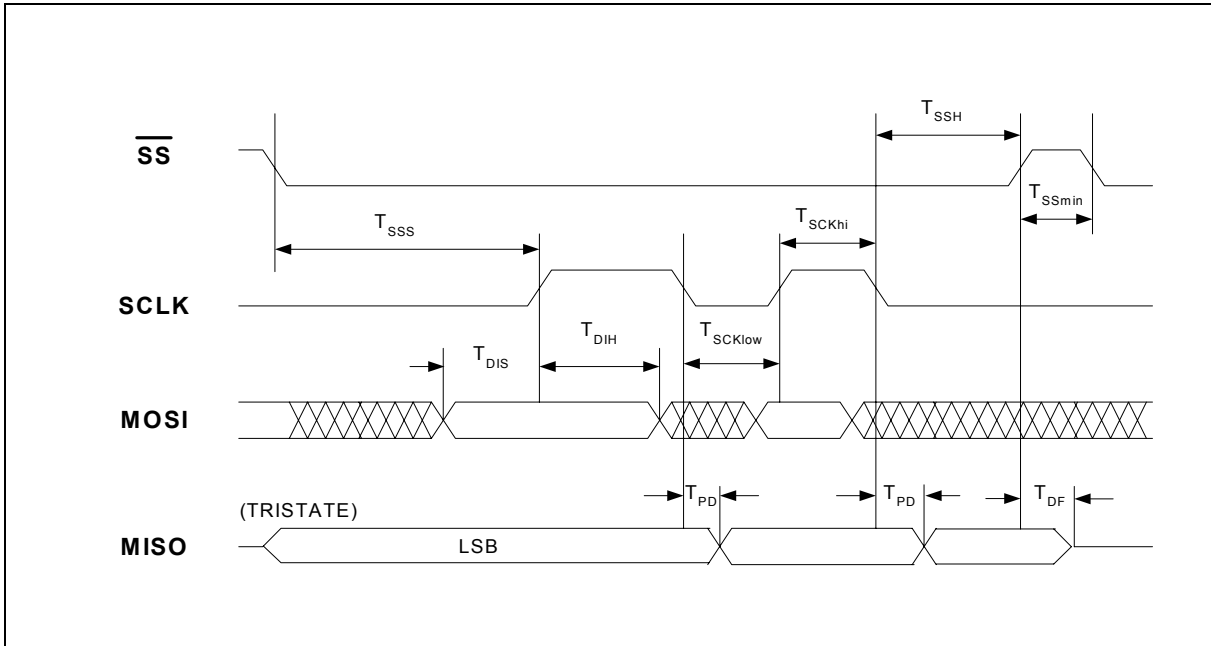 T_SSH
SS
T_SSmin
T_SCKhi
T_SSS
SCLK
T_DIH
T_SCKlow
T_DIS
MOSI
T_PD
T_PD
T_DF
(TRISTATE)
MISO
LSB